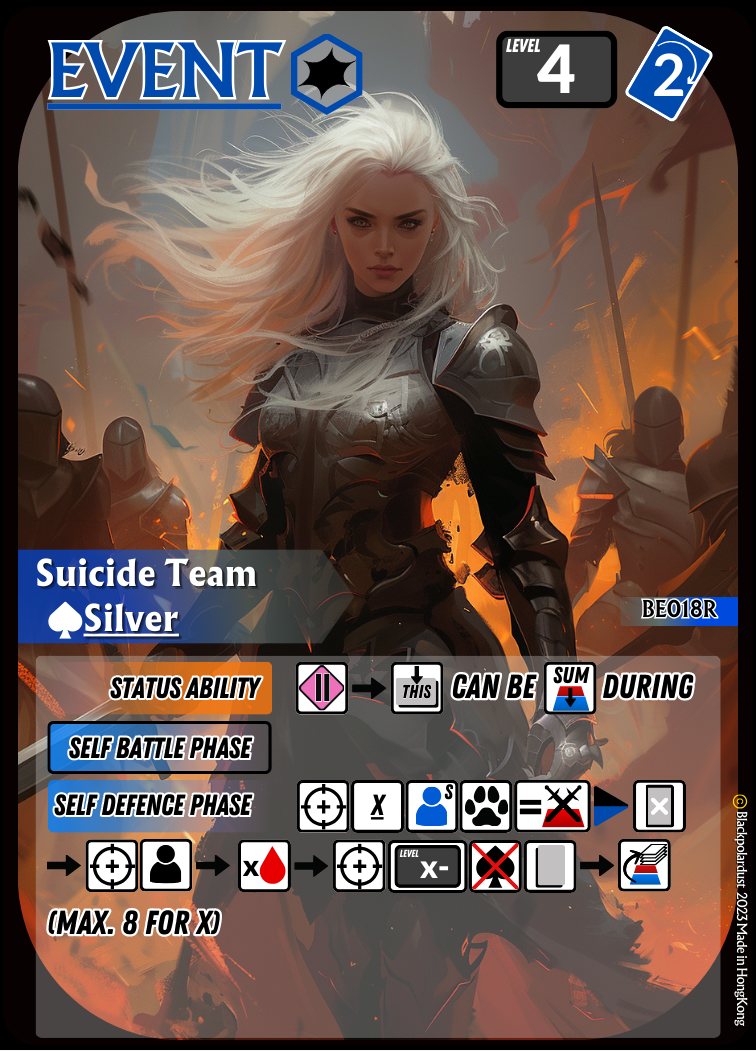 EVENT
LEVEL 4
2
Suicide Team
♠Silver
BE018R
STATUS ABILITY THIS CAN BE SUM DURING
SELF BATTLE PHASE
SELF DEFENCE PHASE X S =
X LEVEL X-
(MAX. 8 FOR X)
© Blackpolardust 2023 Made in HongKong